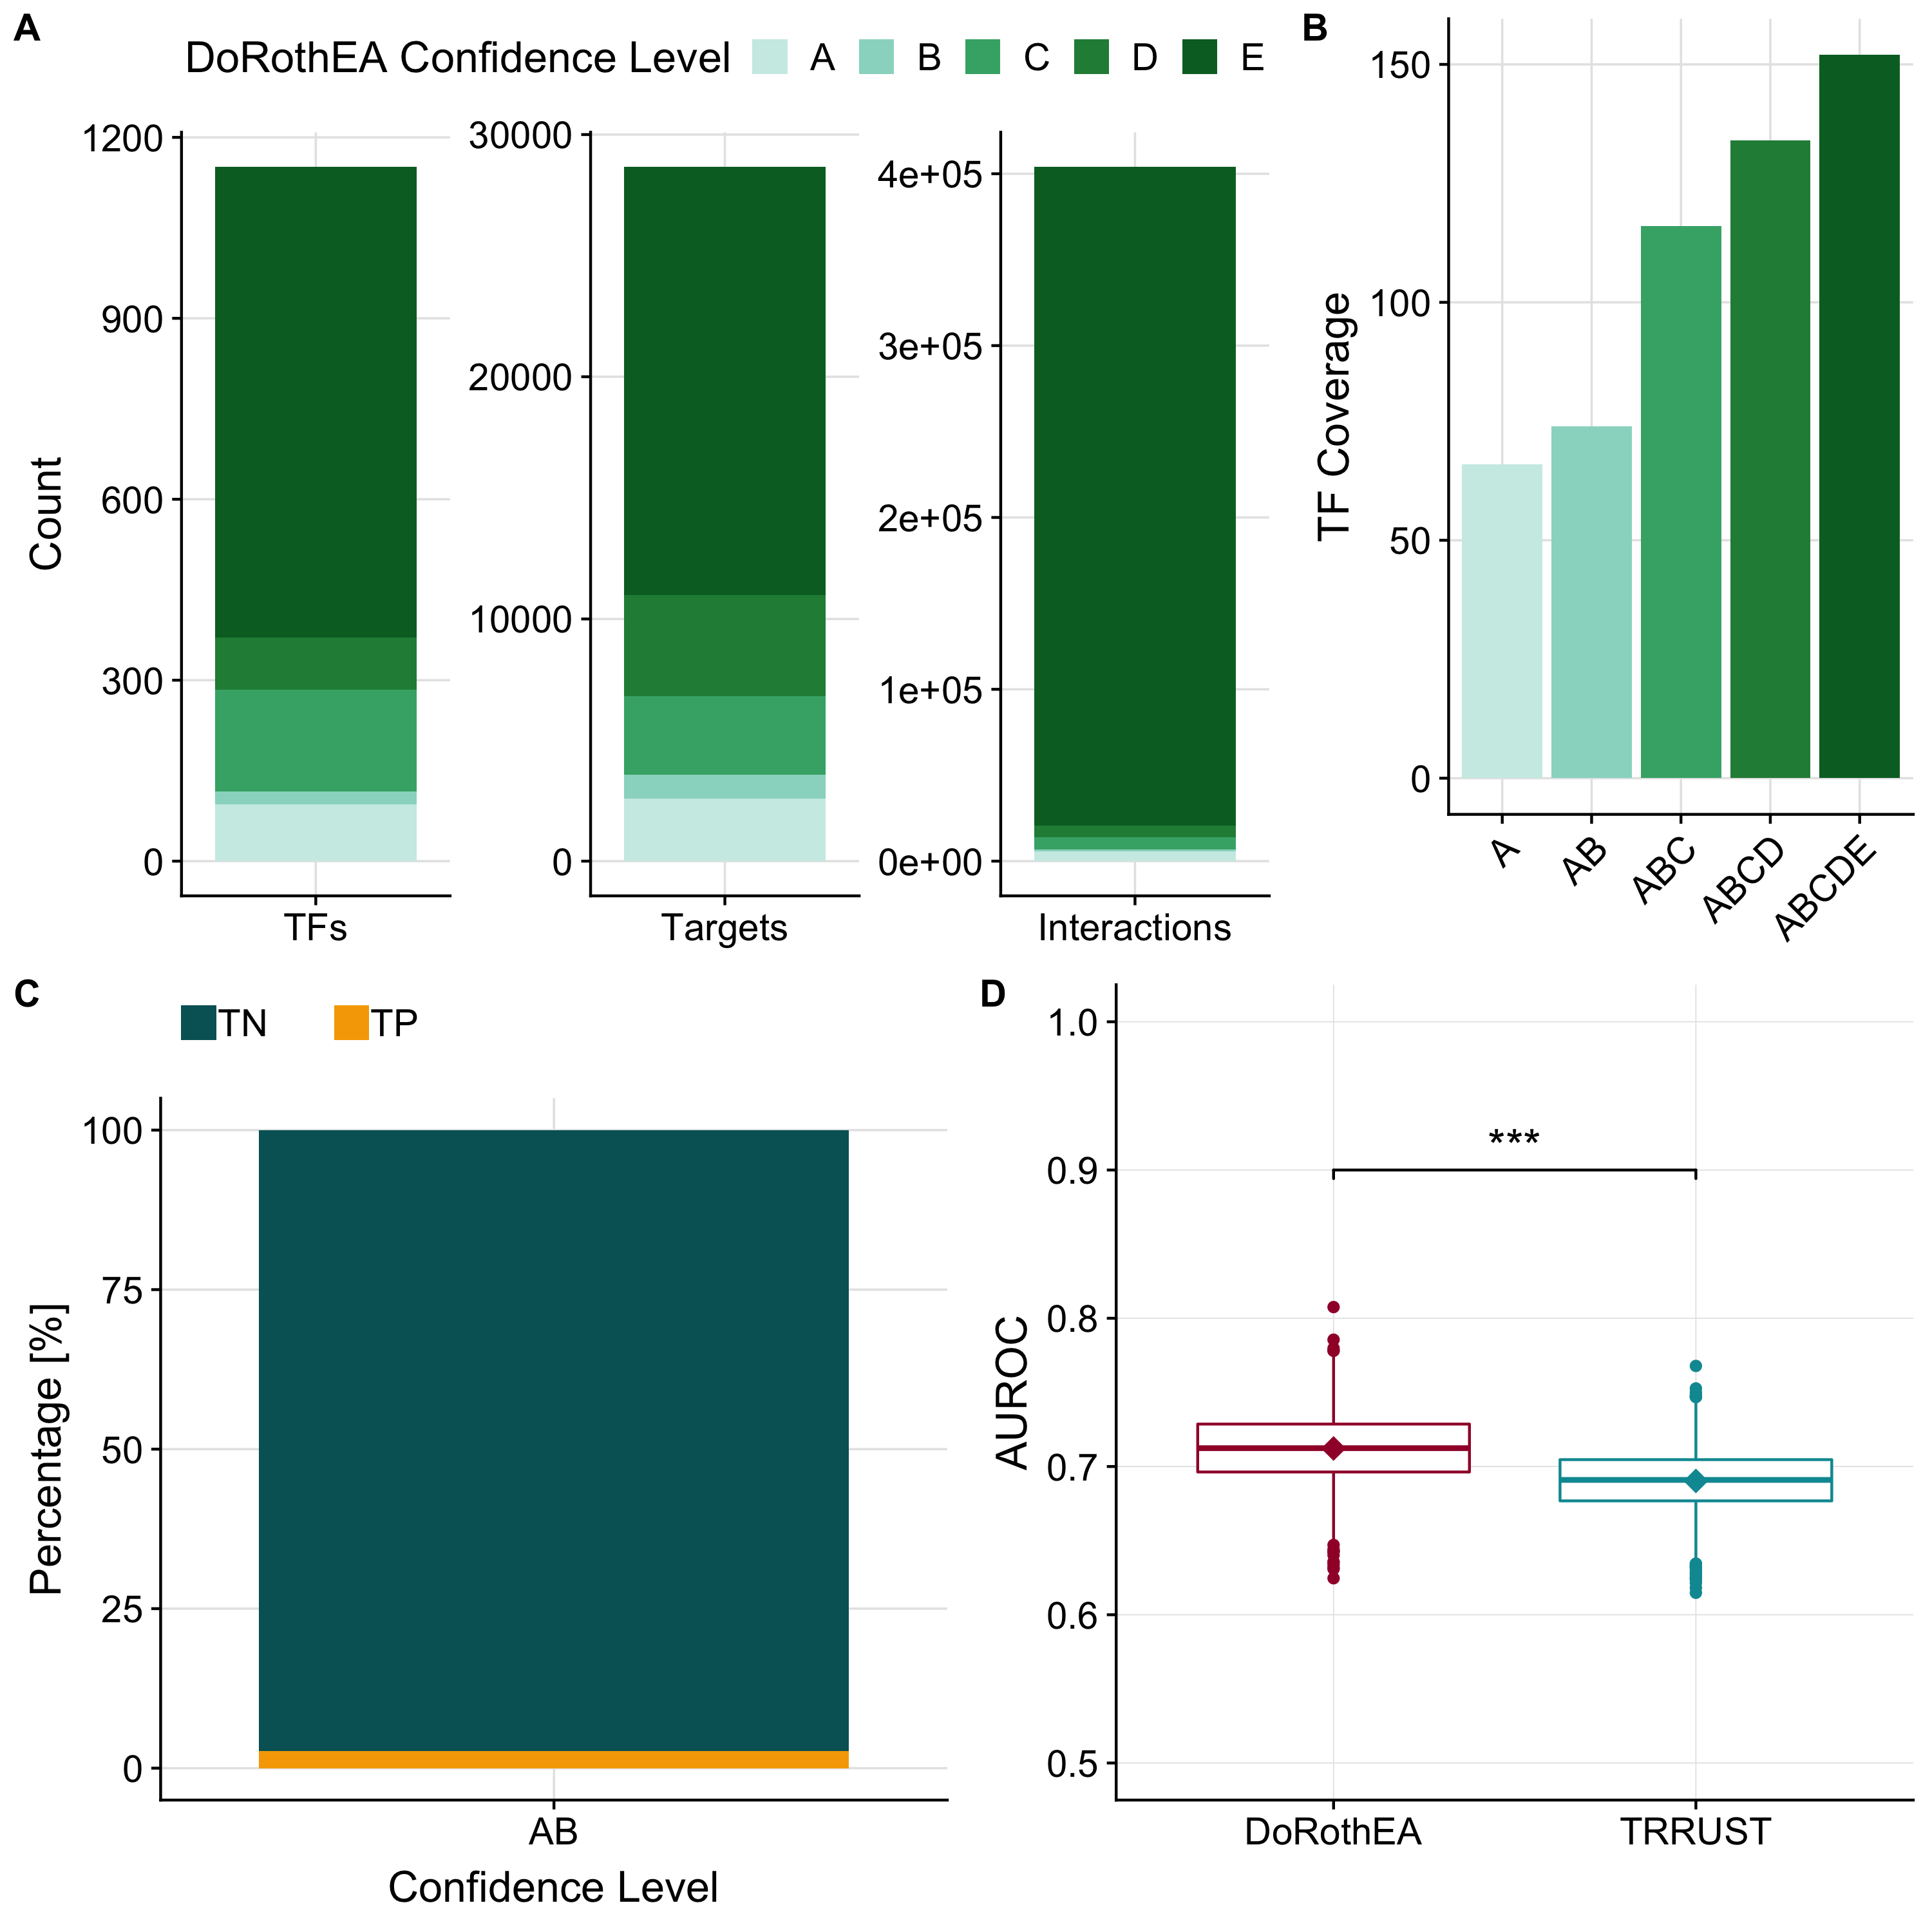 A
DoRothEA Confidence Level A B C D E
Count
1200
900
600
300
0
TFs
30000
20000
10000
0
Targets
4e+05
3e+05
2e+05
1e+05
0e+00
Interactions
B
TF Coverage
150
100
50
0
A
AB
ABC
ABCD
ABCDE
C
TN TP
Percentage [%]
100
75
50
25
0
AB
Confidence Level
D
AUROC
1.0
0.9
0.8
0.7
0.6
0.5
***
DoRothEA
TRRUST